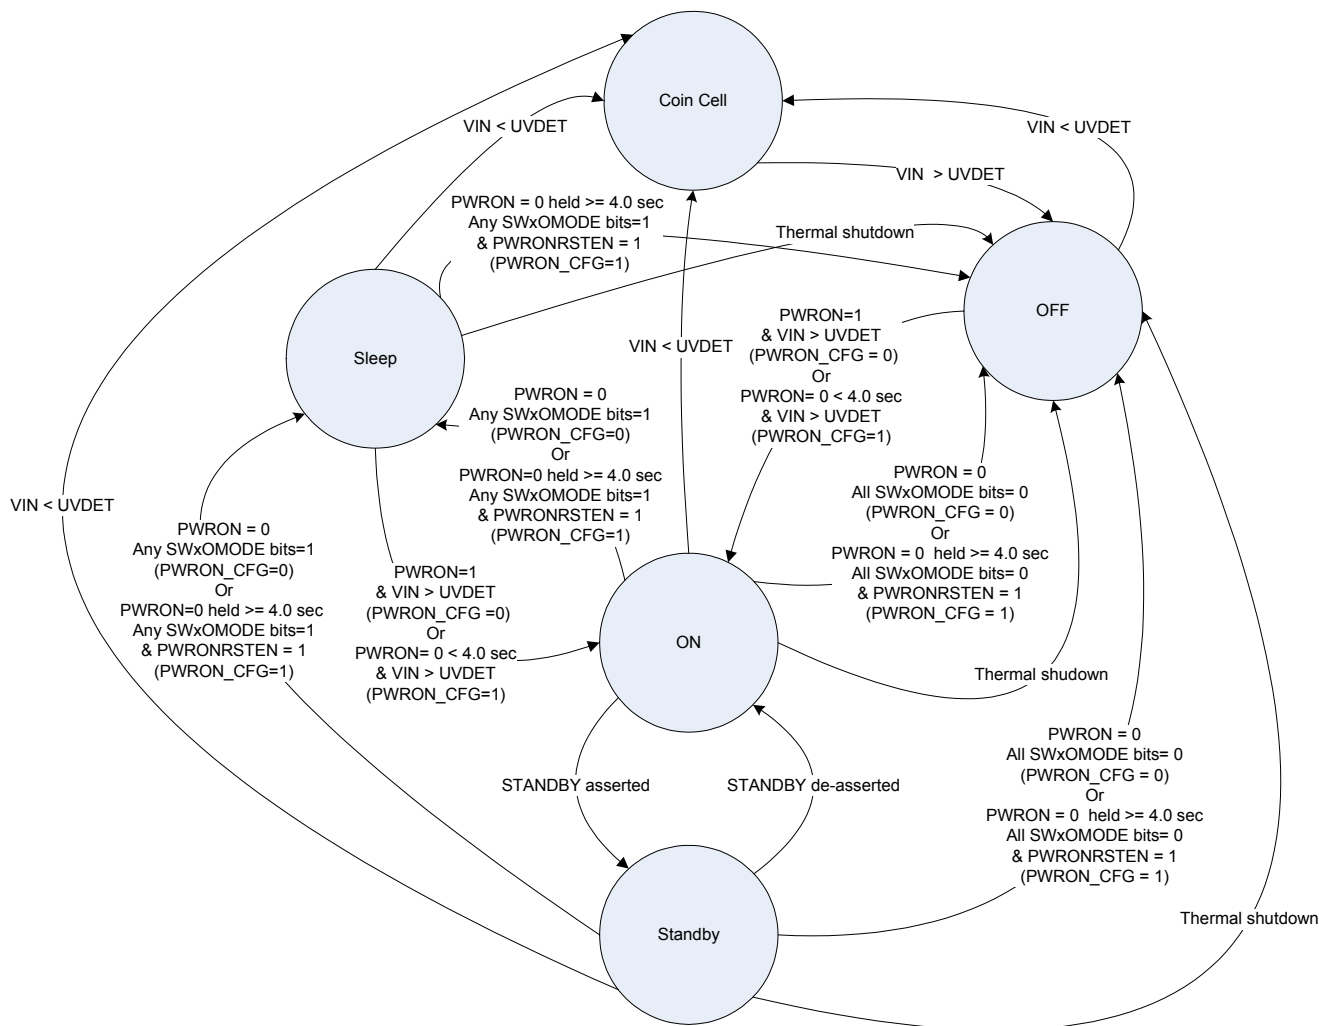 Coin Cell
VIN < UVDET
VIN < UVDET
VIN > UVDET
PWRON = 0 held >= 4.0 sec
Any SWxOMODE bits=1
& PWRONRSTEN = 1
(PWRON_CFG=1)
Thermal shutdown
OFF
Sleep
VIN < UVDET
PWRON=1
& VIN > UVDET
(PWRON_CFG = 0)
Or
PWRON= 0 < 4.0 sec
& VIN > UVDET
(PWRON_CFG=1)
PWRON = 0
Any SWxOMODE bits=1
(PWRON_CFG=0)
Or
PWRON=0 held >= 4.0 sec
Any SWxOMODE bits=1
& PWRONRSTEN = 1
(PWRON_CFG=1)
PWRON = 0
All SWxOMODE bits= 0
(PWRON_CFG = 0)
Or
PWRON = 0 held >= 4.0 sec
All SWxOMODE bits= 0
& PWRONRSTEN = 1
(PWRON_CFG = 1)
VIN < UVDET
PWRON = 0
Any SWxOMODE bits=1
(PWRON_CFG=0)
Or
PWRON=0 held >= 4.0 sec
Any SWxOMODE bits=1
& PWRONRSTEN = 1
(PWRON_CFG=1)
PWRON=1
& VIN > UVDET
(PWRON_CFG =0)
Or
PWRON= 0 < 4.0 sec
& VIN > UVDET
(PWRON_CFG=1)
ON
Thermal shudown
STANDBY asserted
STANDBY de-asserted
PWRON = 0
All SWxOMODE bits= 0
(PWRON_CFG = 0)
Or
PWRON = 0 held >= 4.0 sec
All SWxOMODE bits= 0
& PWRONRSTEN = 1
(PWRON_CFG = 1)
Standby
Thermal shutdown